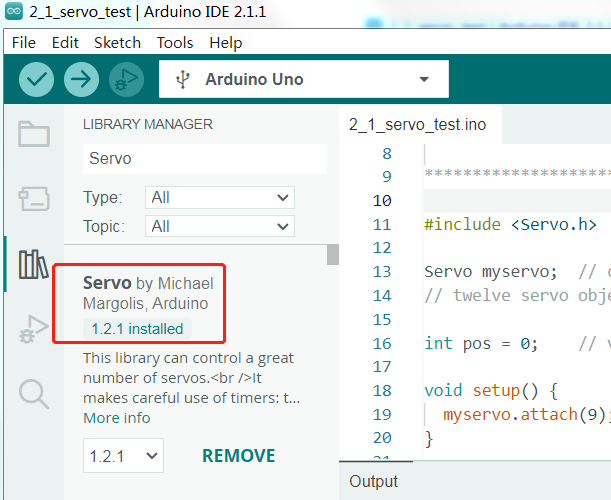 2_1_servo_test | Arduino IDE 2.1.1
File Edit Sketch Tools Help
Arduino Uno
LIBRARY MANAGER
Servo
Type: All
Topic: All
Servo by Michael
Margolis, Arduino
1.2.1 installed
This library can control a great
number of servos.<br />It
makes careful use of timers: t...
More info
1.2.1
REMOVE
2_1_servo_test.ino
8
9 *********************
10
11 #include <Servo.h>
12
13 Servo myservo; //
14 // twelve servo
15
16 int pos = 0; //
17
18 void setup() {
19 myservo.attach(9);
20 }
Output